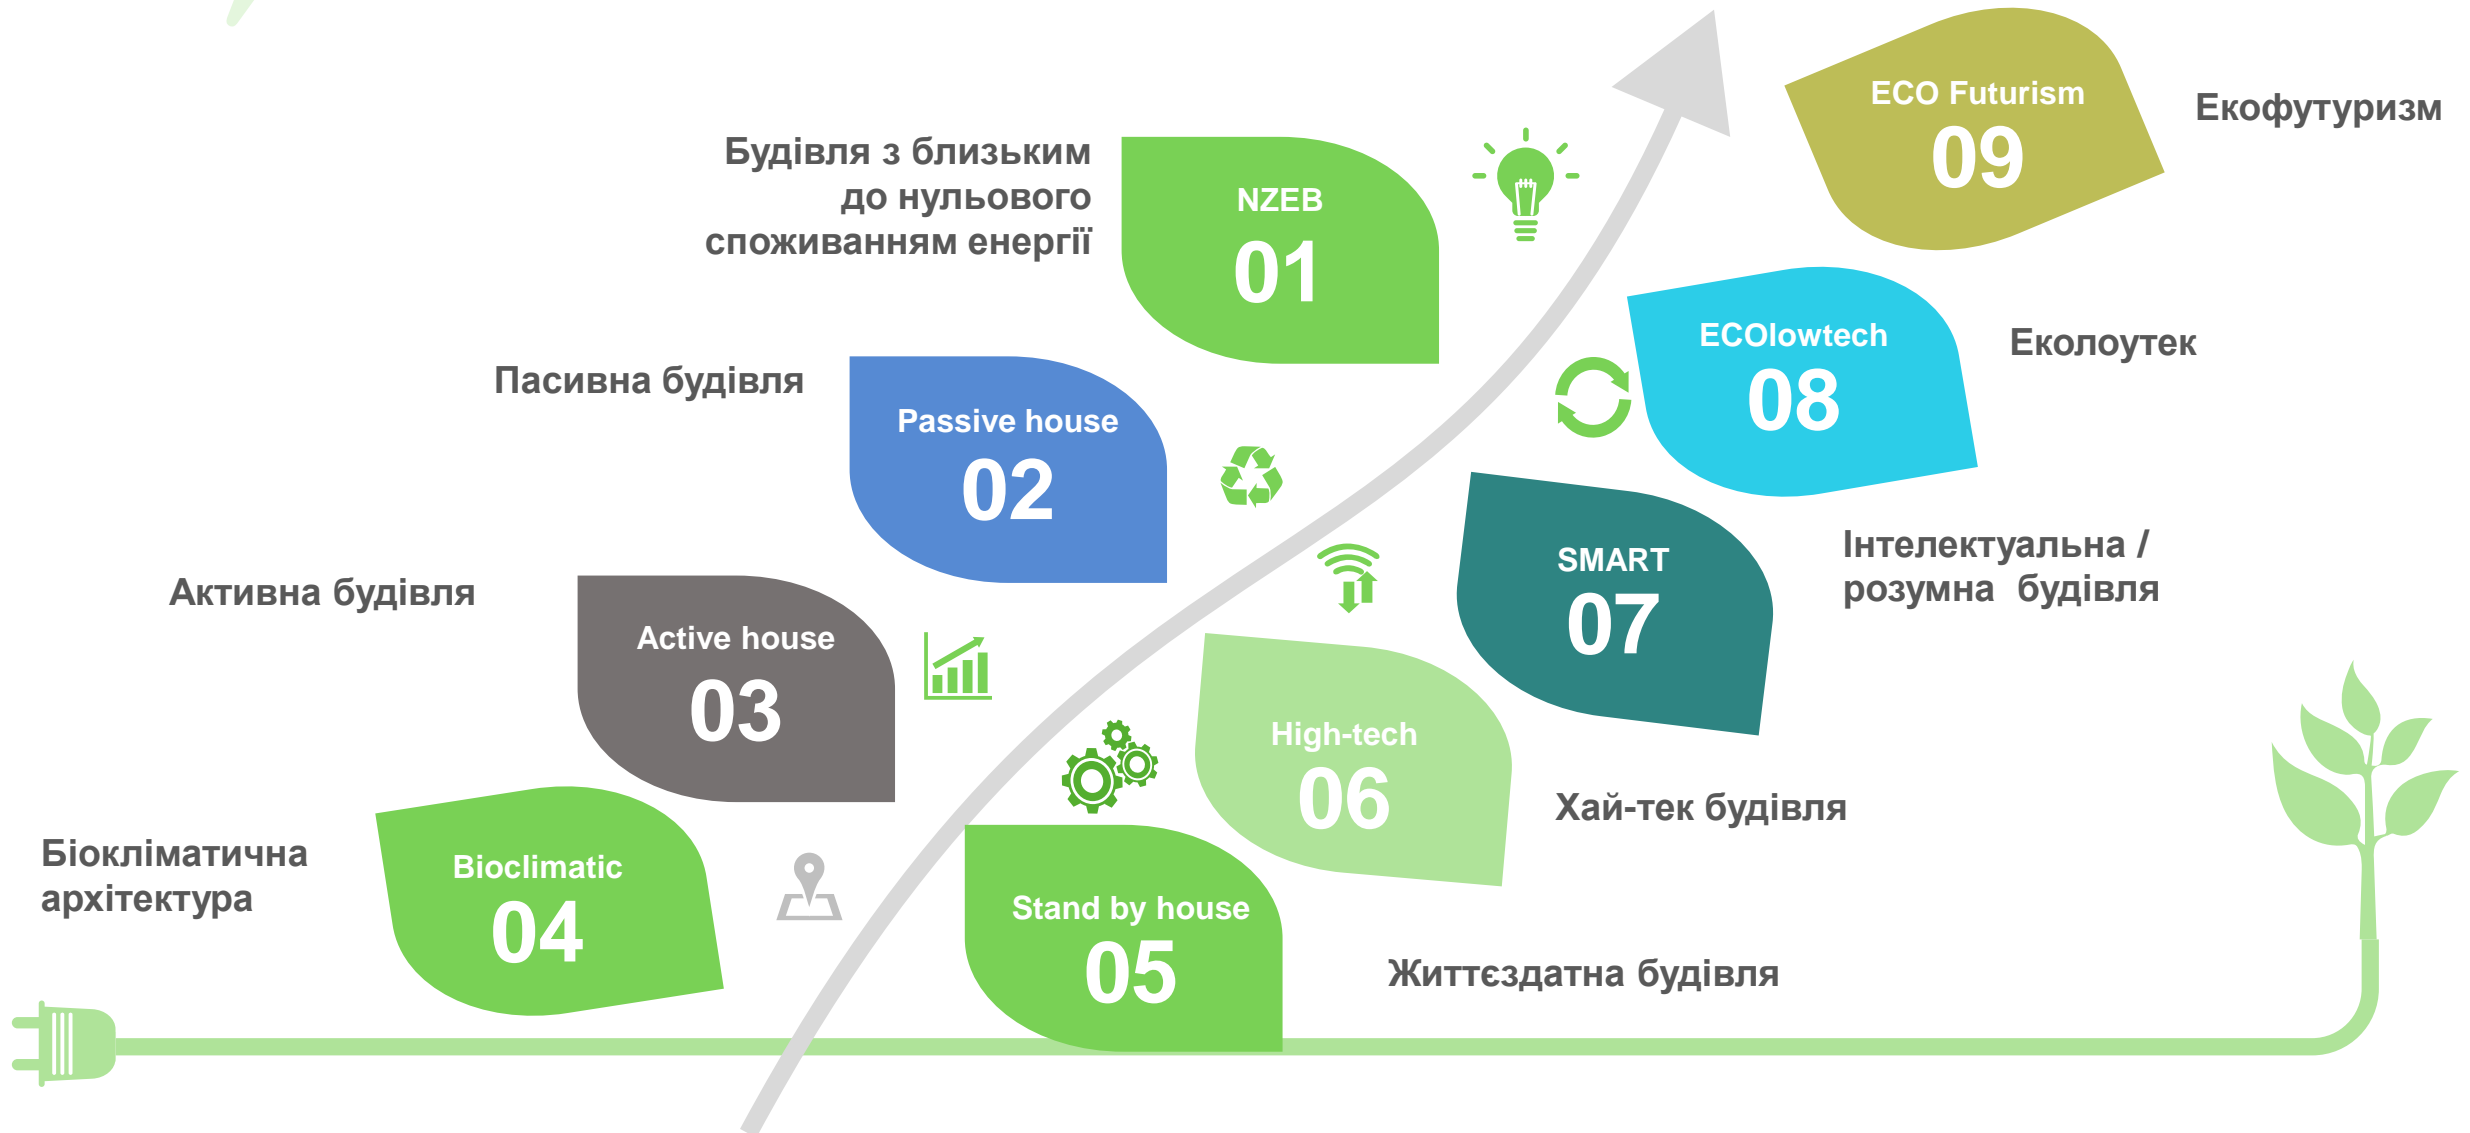 Будівля з близьким
до нульового
споживанням енергії
NZEB
01
Пасивна будівля
Passive house
02
Активна будівля
Active house
03
Біокліматична
архітектура
Bioclimatic
04
Stand by house
05
Життєздатна будівля
High-tech
06
Хай-тек будівля
SMART
07
Інтелектуальна /
розумна будівля
ECOlowtech
08
Еколоутек
ECO Futurism
09
Екофутуризм